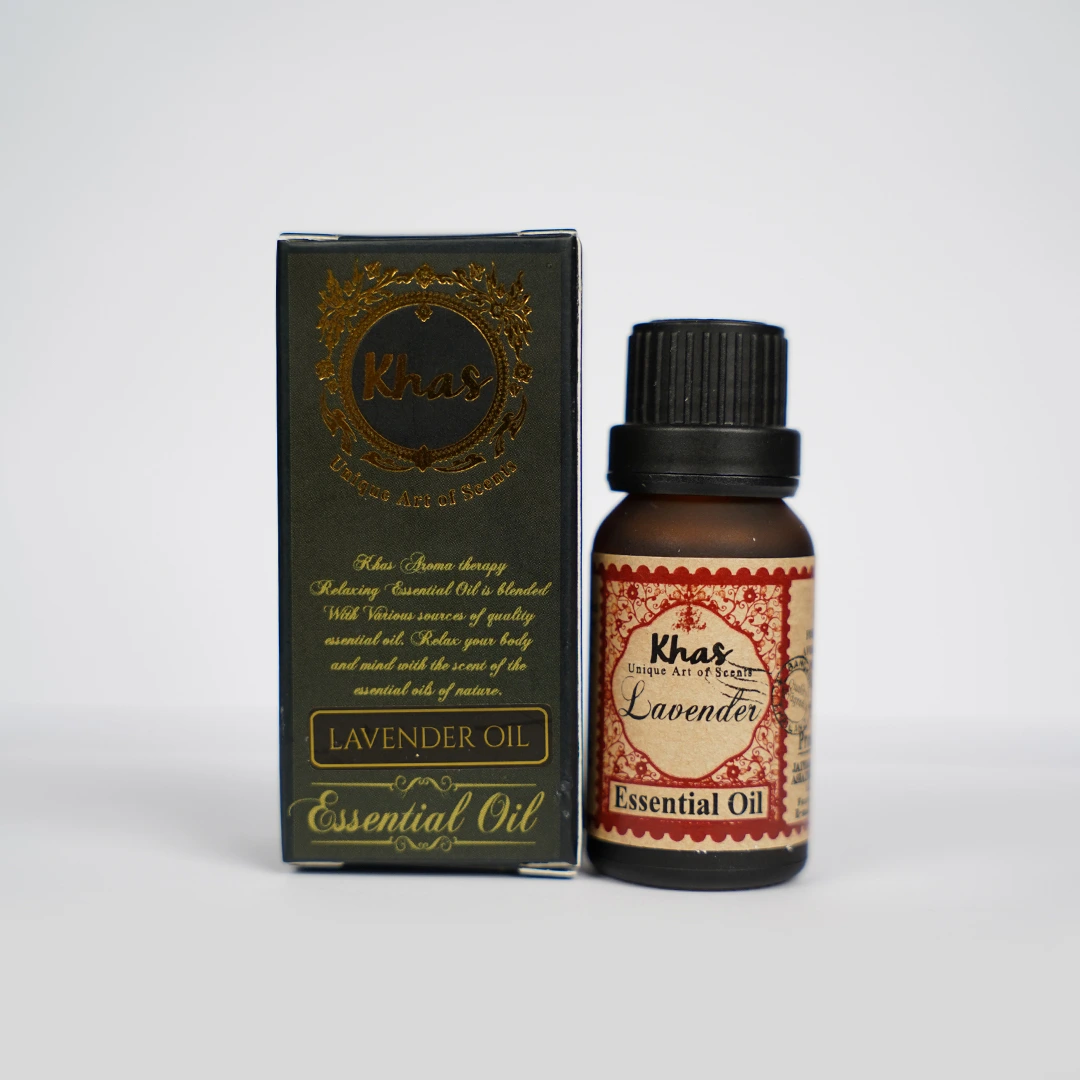 Khas
Unique Art of Scents
Khas Aroma therapy
Relaxing Essential Oil is blended
With Various sources of quality
essential oil. Relax your body
and mind with the scent of the
essential oils of nature.
LAVENDER OIL
Essential Oil
Khas
Unique Art of Scents
Lavender
Essential Oil